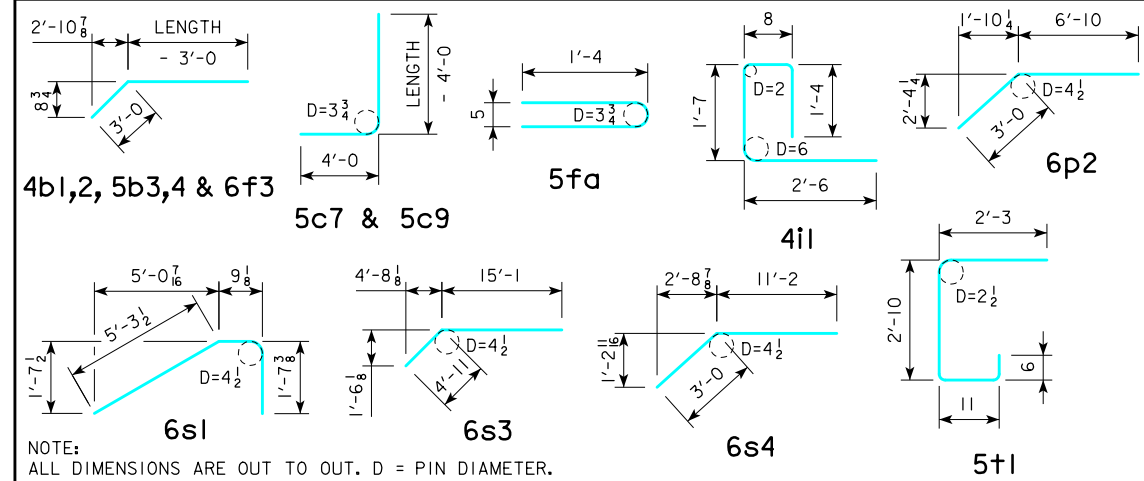 2'-10 7/8
LENGTH
- 3'-0
8 3/4
3'-0
4b1,2, 5b3,4 & 6f3
LENGTH
- 4'-0
D=3 3/4
4'-0
5c7 & 5c9
1'-4
5
D=3 3/4
5fa
8
1'-7
D=2
1'-4
D=6
2'-6
4i1
1'-10 1/4
6'-10
2'-4 1/4
D=4 1/2
3'-0
6p2
5'-0 7/16
9 1/8
5'-3 1/2
1'-7 1/2
D=4 1/2
1'-7 3/8
6s1
4'-8 1/8
15'-1
1'-6 1/8
D=4 1/2
4'-11
6s3
2'-8 7/8
11'-2
1'-2 11/16
D=4 1/2
3'-0
6s4
2'-3
2'-10
D=2 1/2
6
11
5t1
NOTE:
ALL DIMENSIONS ARE OUT TO OUT. D = PIN DIAMETER.